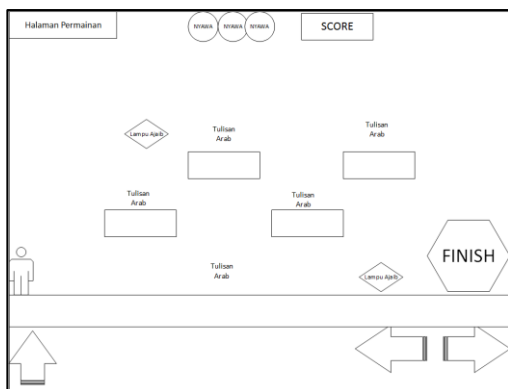 Halaman Permainan
NYAWA NYAWA NYAWA
SCORE
Lampu Ajaib
Tulisan
Arab
Tulisan
Arab
Tulisan
Arab
Tulisan
Arab
Tulisan
Arab
Lampu Ajaib
FINISH